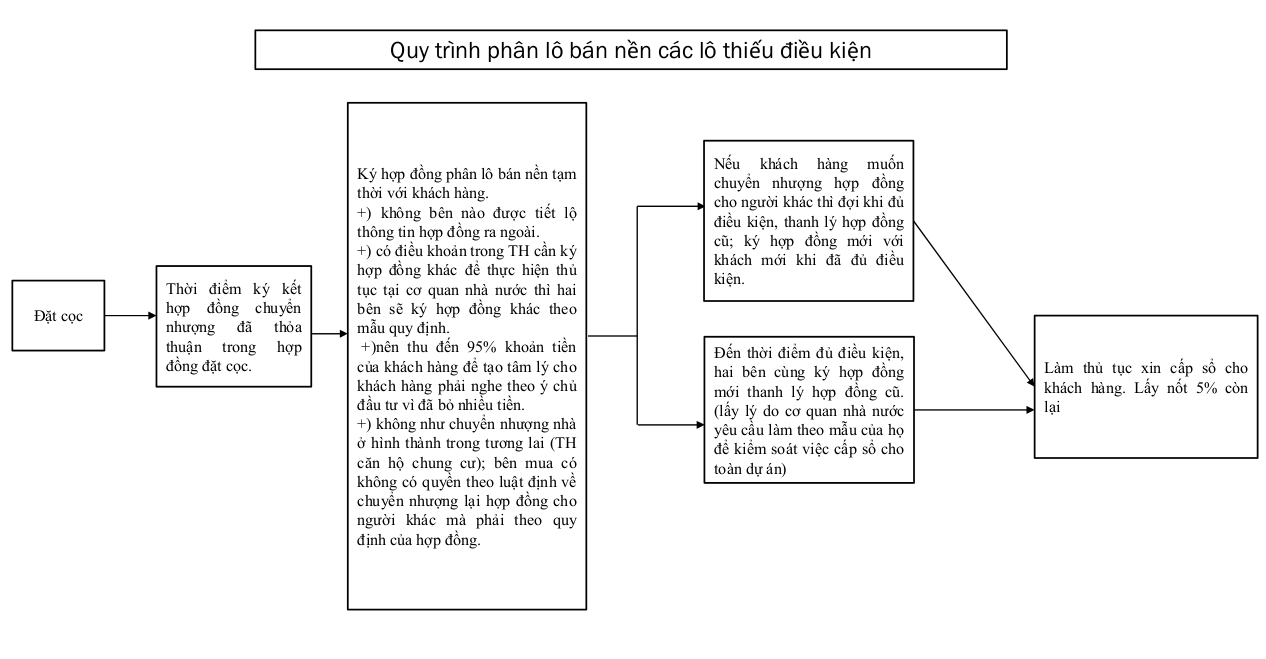 Quy trình phân lô bán nền các lô thiếu điều kiện
Đặt cọc
Thời điểm ký kết
hợp đồng chuyển
nhượng đã thỏa
thuận trong hợp
đồng đặt cọc.
Ký hợp đồng phân lô bán nền tạm
thời với khách hàng.
+) không bên nào được tiết lộ
thông tin hợp đồng ra ngoài.
+) có điều khoản trong TH cần ký
hợp đồng khác để thực hiện thủ
tục tại cơ quan nhà nước thì hai
bên sẽ ký hợp đồng khác theo
mẫu quy định.
+)nên thu đến 95% khoản tiền
của khách hàng để tạo tâm lý cho
khách hàng phải nghe theo ý chủ
đầu tư vì đã bỏ nhiều tiền.
+) không như chuyển nhượng nhà
ở hình thành trong tương lai (TH
căn hộ chung cư); bên mua có
không có quyền theo luật định về
chuyển nhượng lại hợp đồng cho
người khác mà phải theo quy
định của hợp đồng.
Nếu khách hàng muốn
chuyển nhượng hợp đồng
cho người khác thì đợi khi đủ
điều kiện, thanh lý hợp đồng
cũ; ký hợp đồng mới với
khách mới khi đã đủ điều
kiện.
Đến thời điểm đủ điều kiện,
hai bên cùng ký hợp đồng
mới thanh lý hợp đồng cũ.
(lấy lý do cơ quan nhà nước
yêu cầu làm theo mẫu của họ
để kiểm soát việc cấp sổ cho
toàn dự án)
Làm thủ tục xin cấp sổ cho
khách hàng. Lấy nốt 5% còn
lại